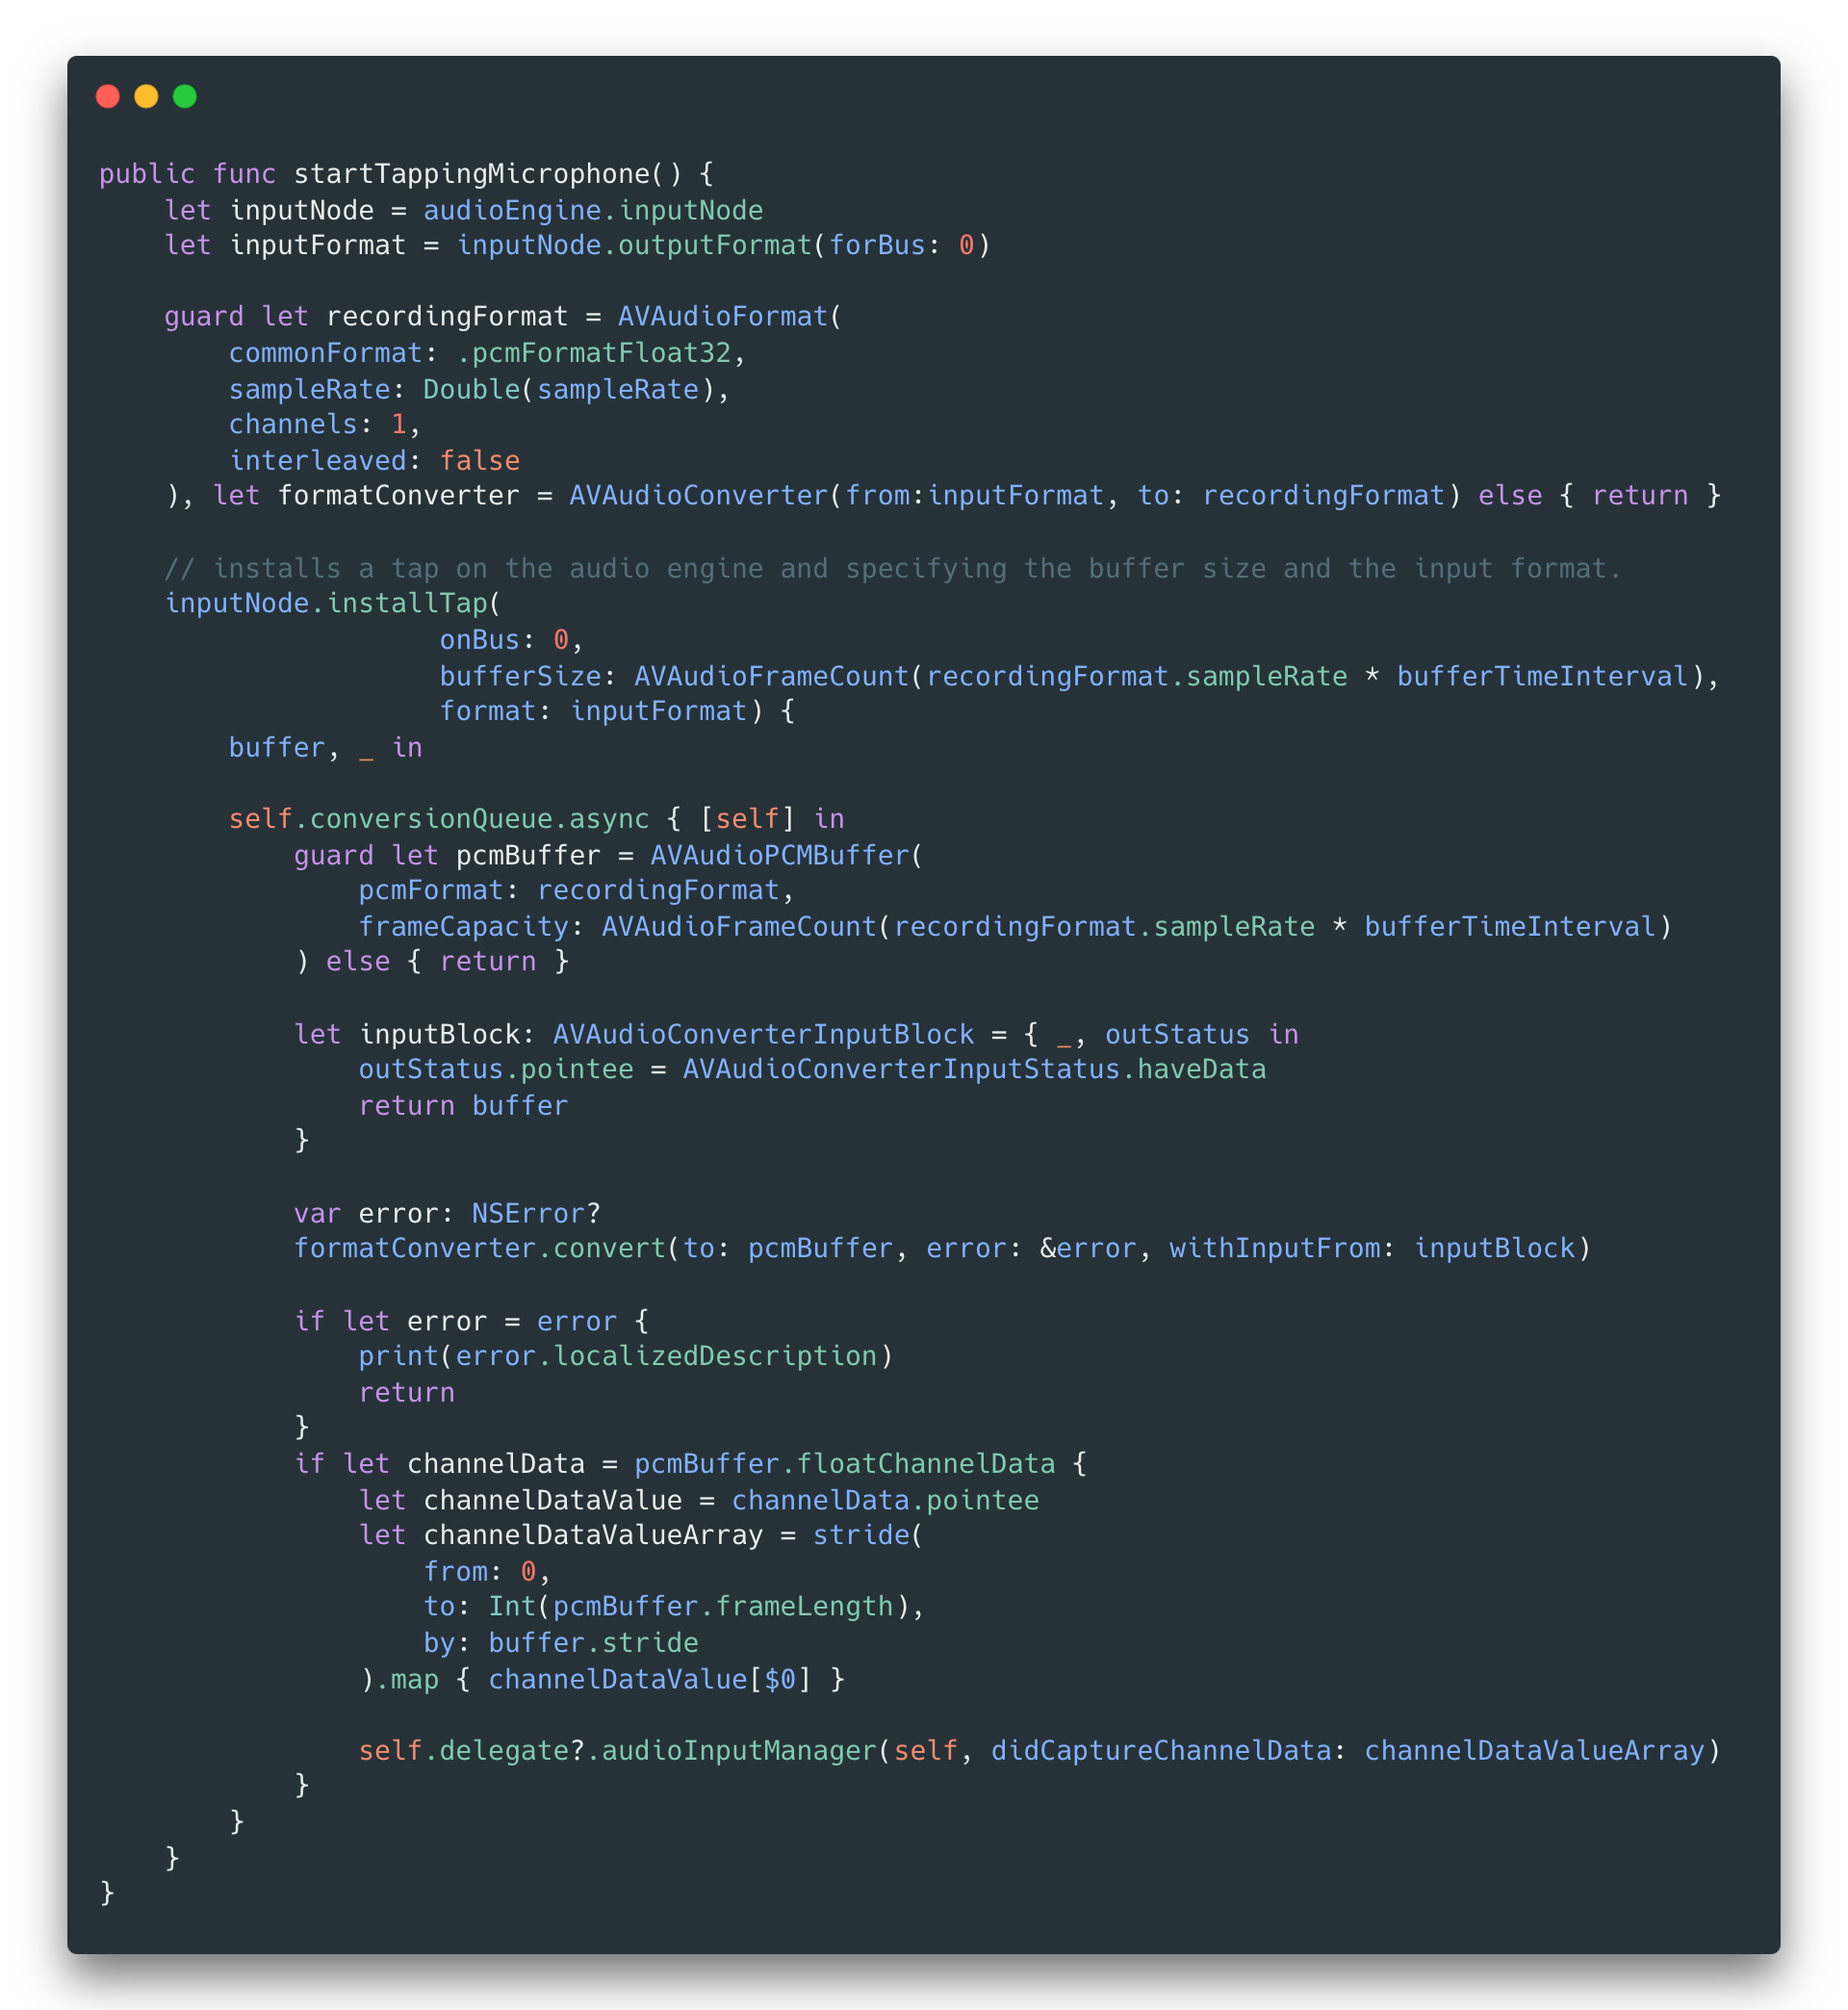 public func startTappingMicrophone() {
    let inputNode = audioEngine.inputNode
    let inputFormat = inputNode.outputFormat(forBus: 0)

    guard let recordingFormat = AVAudioFormat(
        commonFormat: .pcmFormatFloat32,
        sampleRate: Double(sampleRate),
        channels: 1,
        interleaved: false
    ), let formatConverter = AVAudioConverter(from:inputFormat, to: recordingFormat) else { return }

    // installs a tap on the audio engine and specifying the buffer size and the input format.
    inputNode.installTap(
                     onBus: 0,
                     bufferSize: AVAudioFrameCount(recordingFormat.sampleRate * bufferTimeInterval),
                     format: inputFormat) {
        buffer, _ in

        self.conversionQueue.async { [self] in
            guard let pcmBuffer = AVAudioPCMBuffer(
                pcmFormat: recordingFormat,
                frameCapacity: AVAudioFrameCount(recordingFormat.sampleRate * bufferTimeInterval)
            ) else { return }

            let inputBlock: AVAudioConverterInputBlock = { _, outStatus in
                outStatus.pointee = AVAudioConverterInputStatus.haveData
                return buffer
            }

            var error: NSError?
            formatConverter.convert(to: pcmBuffer, error: &error, withInputFrom: inputBlock)

            if let error = error {
                print(error.localizedDescription)
                return
            }
            if let channelData = pcmBuffer.floatChannelData {
                let channelDataValue = channelData.pointee
                let channelDataValueArray = stride(
                    from: 0,
                    to: Int(pcmBuffer.frameLength),
                    by: buffer.stride
                ).map { channelDataValue[$0] }

                self.delegate?.audioInputManager(self, didCaptureChannelData: channelDataValueArray)
            }
        }
    }
}